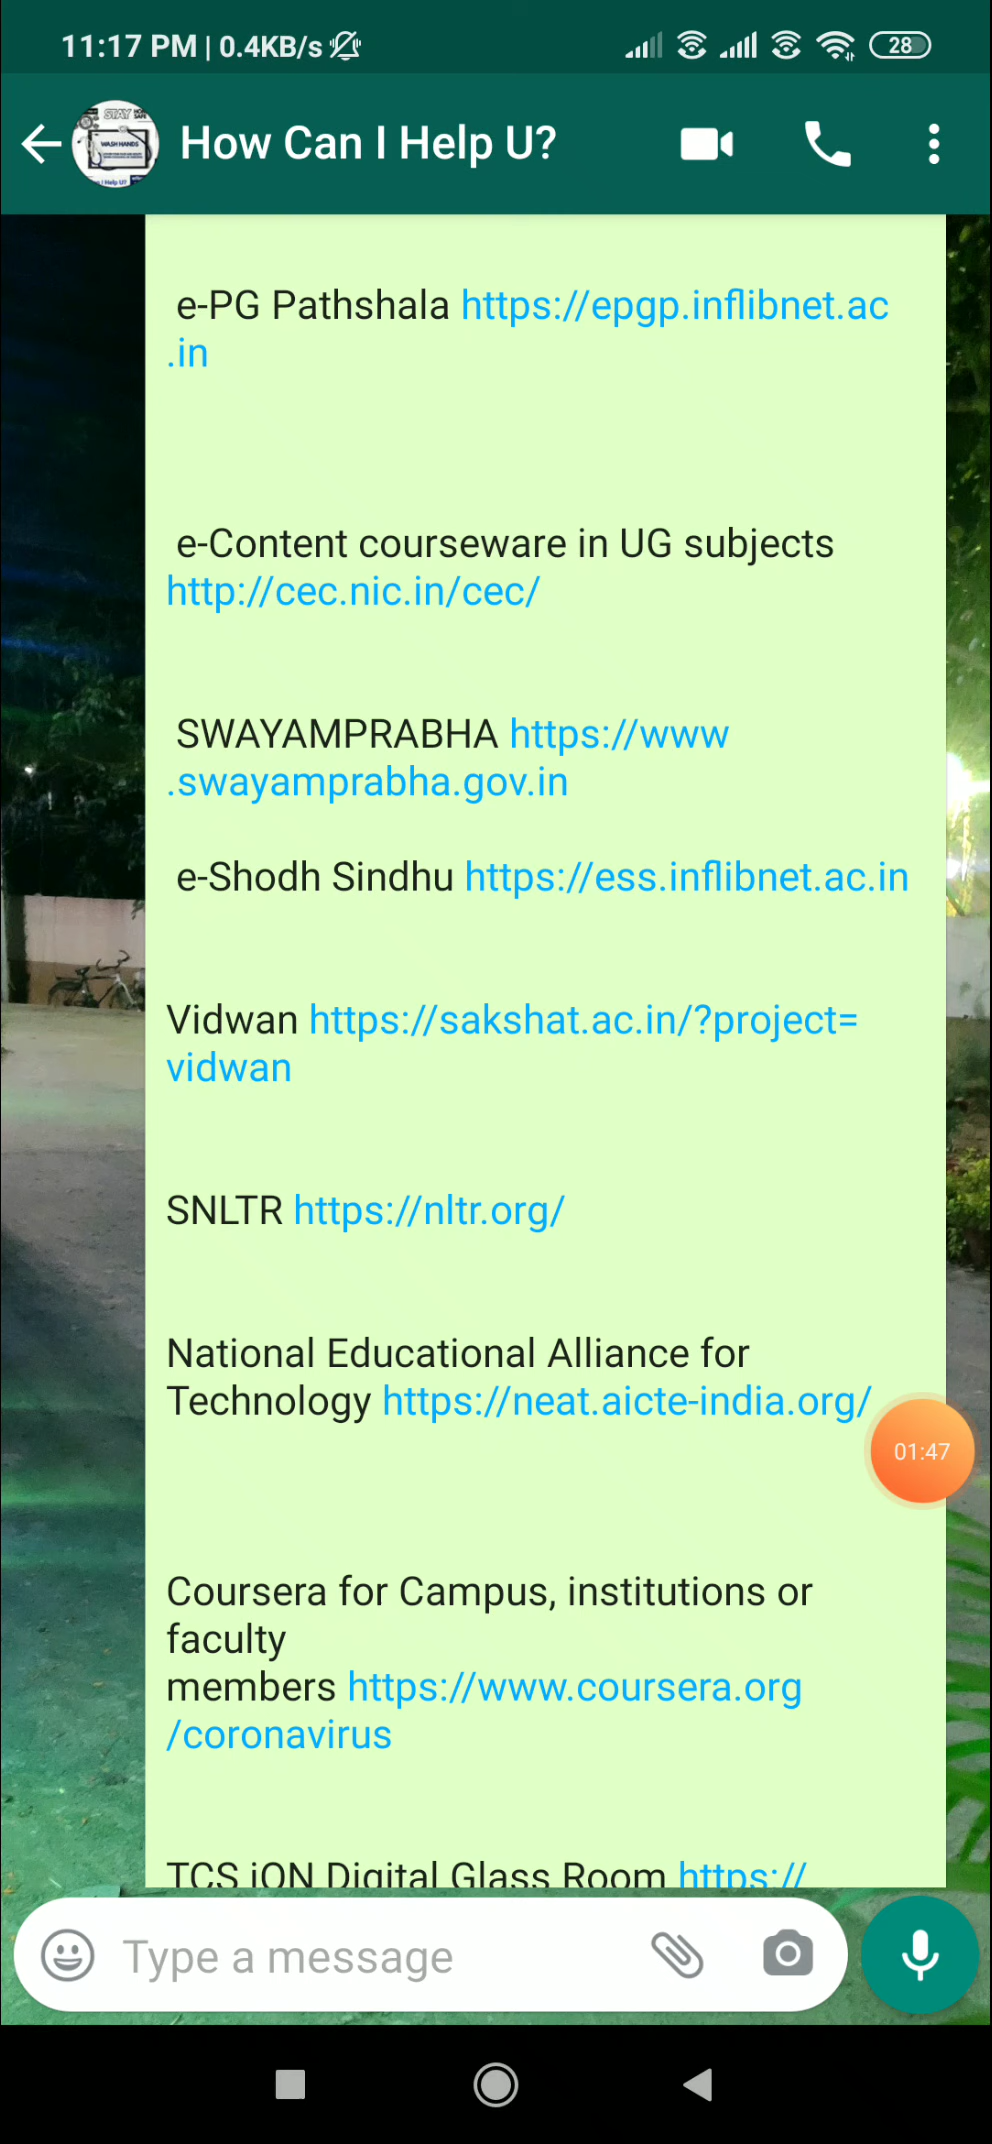 11:17 PM | 0.4KB/s
28
How Can I Help U?
STAY
WASH HANDS
e-PG Pathshala https://epgp.inflibnet.ac
.in
e-Content courseware in UG subjects
http://cec.nic.in/cec/
SWAYAMPRABHA https://www
.swayamprabha.gov.in
e-Shodh Sindhu https://ess.inflibnet.ac.in
Vidwan https://sakshat.ac.in/?project=
vidwan
SNLTR https://nltr.org/
National Educational Alliance for
Technology https://neat.aicte-india.org/
01:47
Coursera for Campus, institutions or
faculty
members https://www.coursera.org
/coronavirus
TCS iON Digital Glass Room https://
Type a message